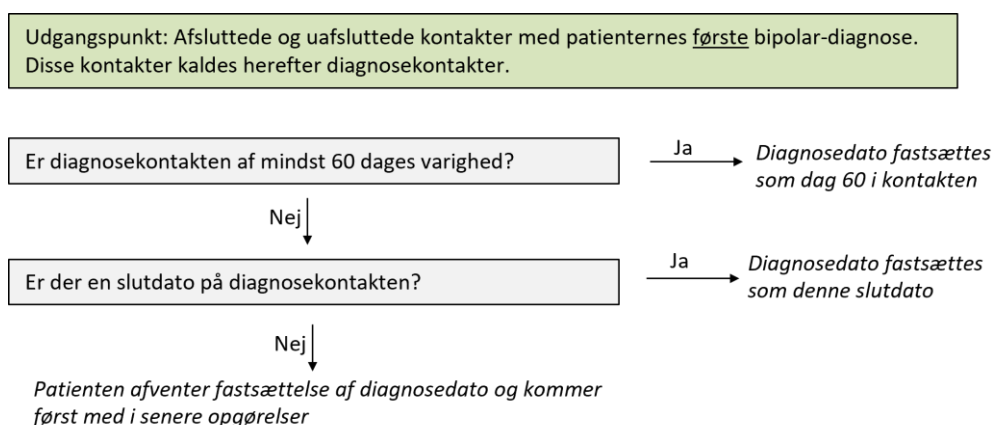 Udgangspunkt: Afsluttede og uafsluttede kontakter med patienternes første bipolar-diagnose.
Disse kontakter kaldes herefter diagnosekontakter.
Er diagnosekontakten af mindst 60 dages varighed?
Ja
Diagnosedato fastsættes
som dag 60 i kontakten
Nej
Er der en slutdato på diagnosekontakten?
Ja
Diagnosedato fastsættes
som denne slutdato
Nej
Patienten afventer fastsættelse af diagnosedato og kommer
først med i senere opgørelser